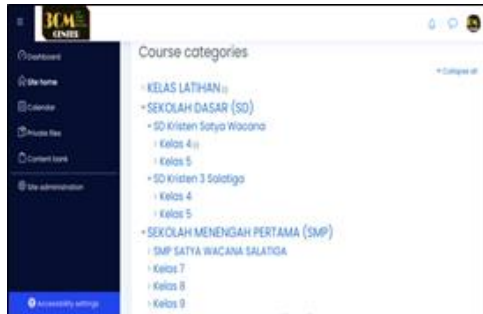 3CM
CENTER
Dashboard
Site home
Calendar
Private files
Content bank
Site administration
Accessibility settings
Course categories
Collapse all
KELAS LATIHAN
SEKOLAH DASAR (SD)
SD Kristen Satya Wacana
Kelas 4
Kelas 5
SD Kristen 3 Salatiga
Kelas 4
Kelas 5
SEKOLAH MENENGAH PERTAMA (SMP)
SMP SATYA WACANA SALATIGA
Kelas 7
Kelas 8
Kelas 9